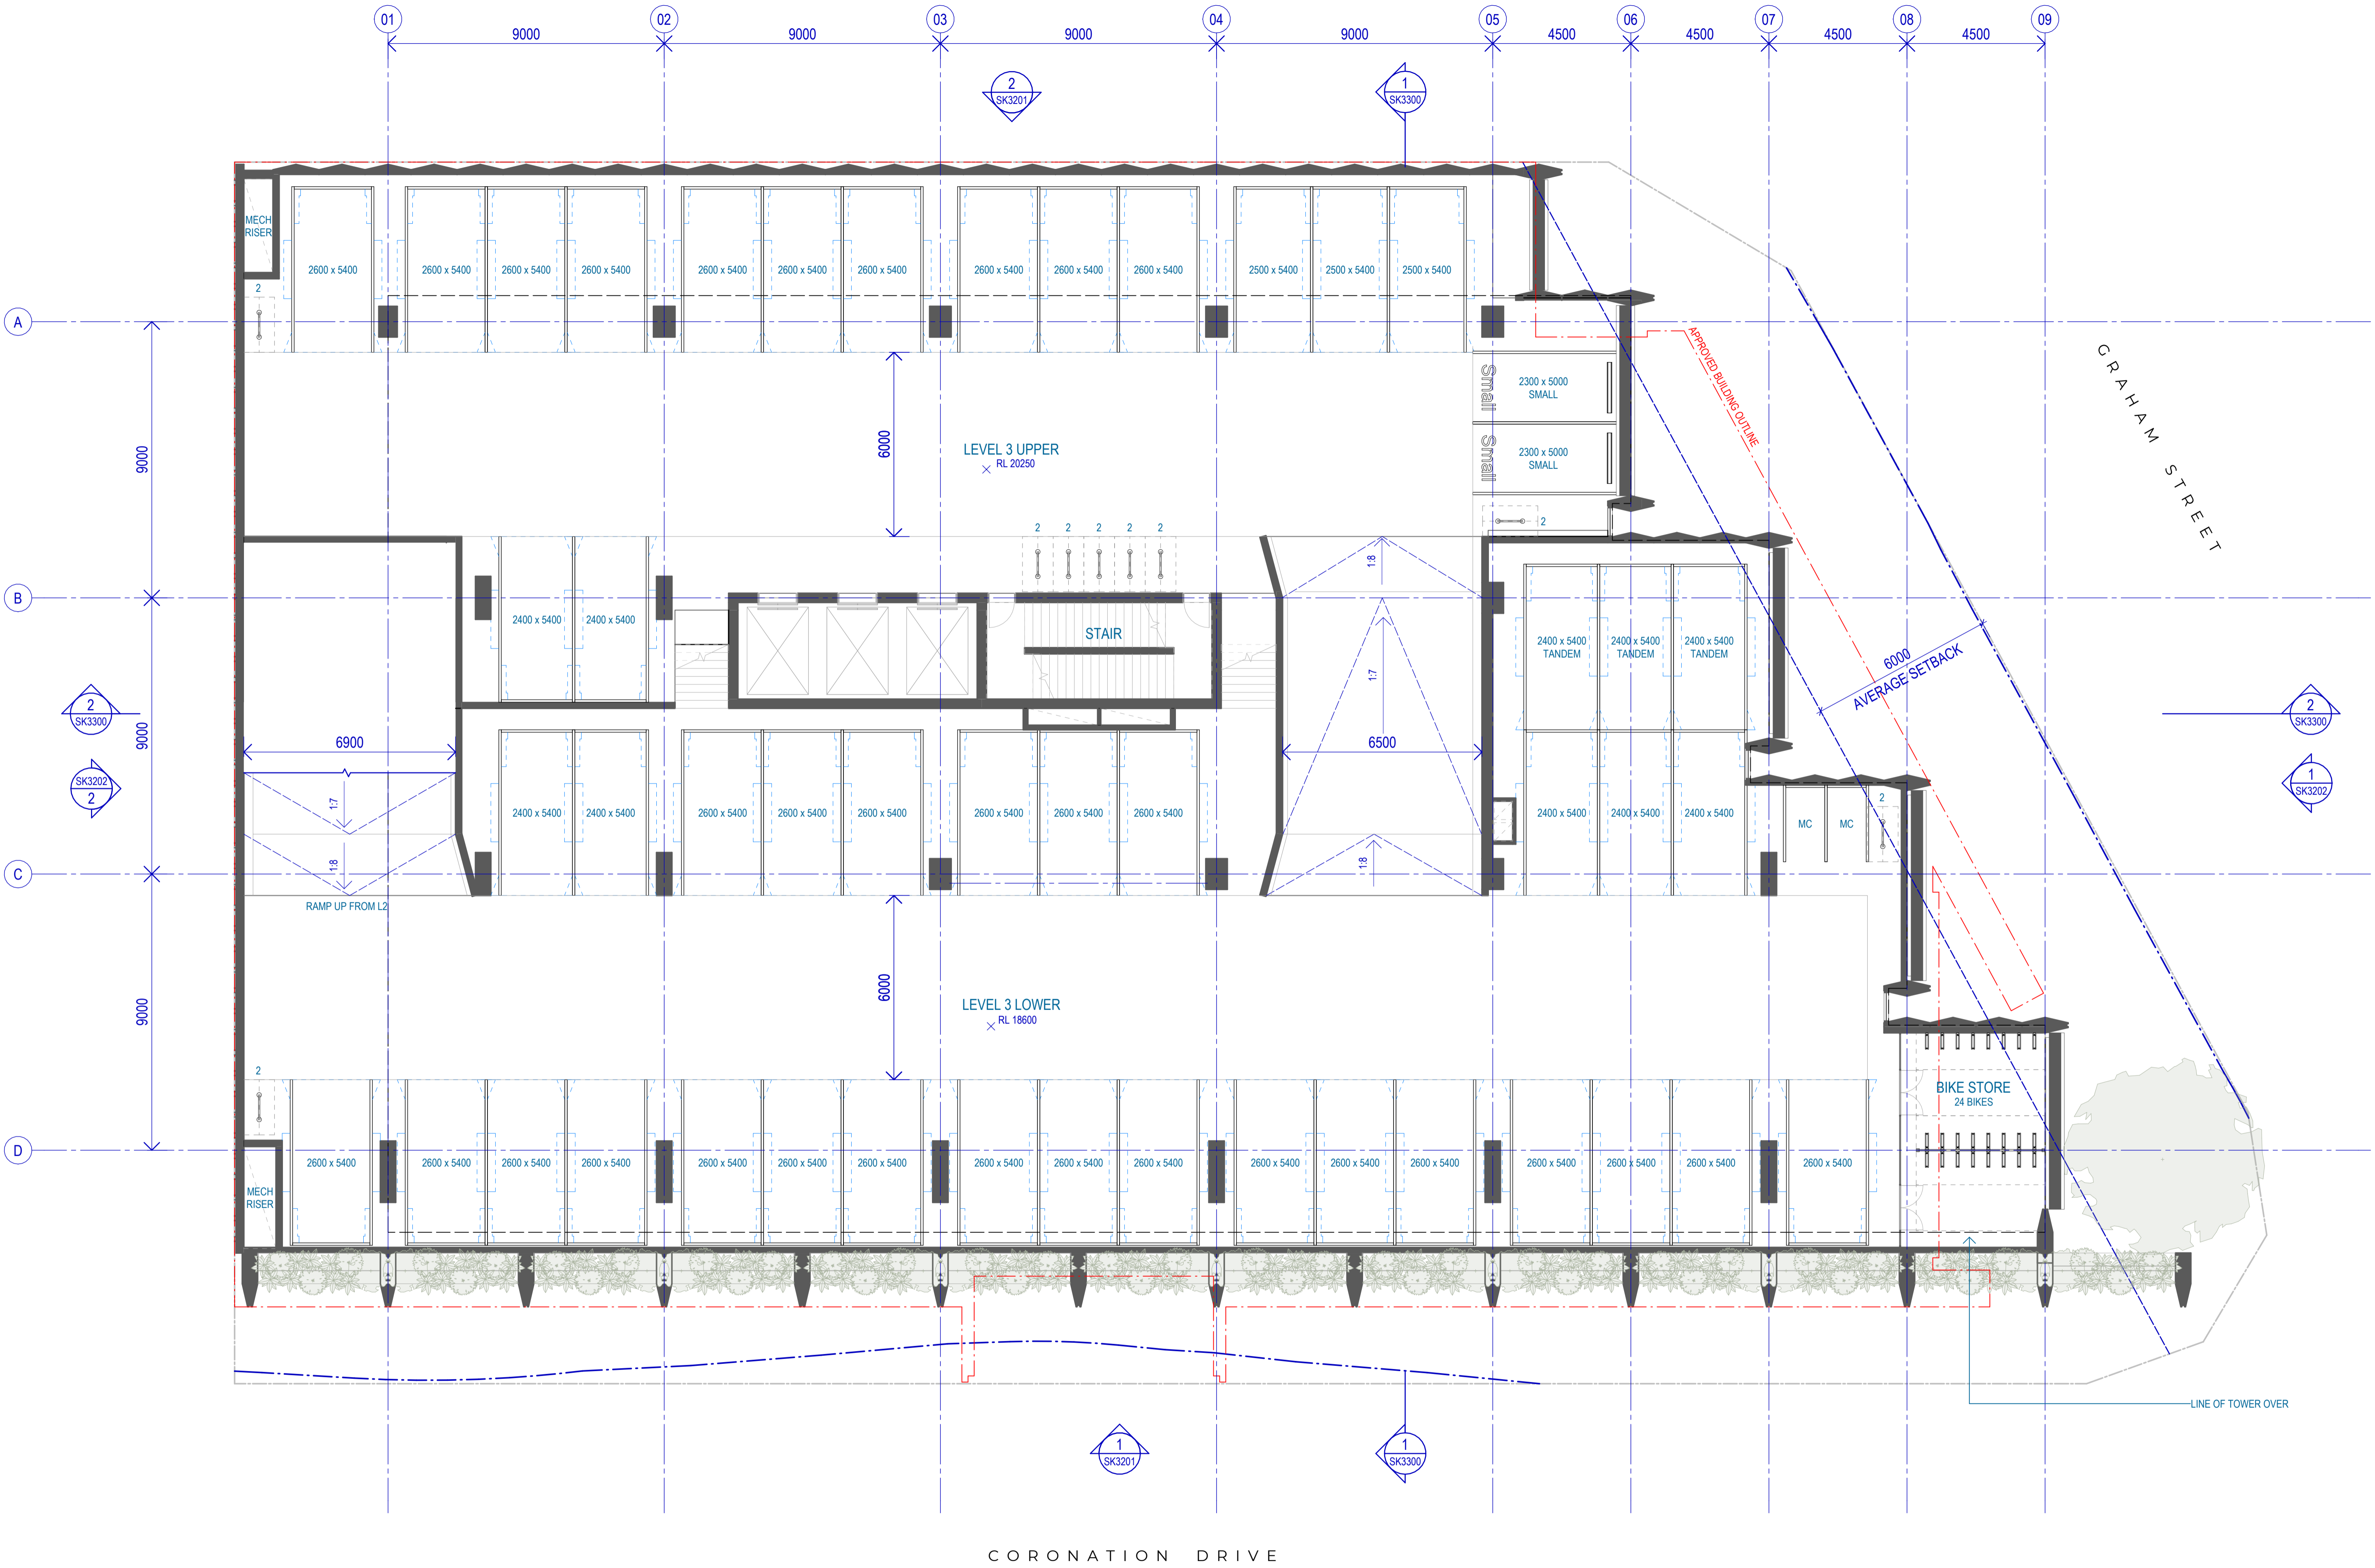 01 02 03 04 05 06 07 08 09
9000 9000 9000 9000 4500 4500 4500 4500
2
SK3201
1
SK3300
MECH
RISER
2600 x 5400 2600 x 5400 2600 x 5400 2600 x 5400 2600 x 5400 2600 x 5400 2600 x 5400 2600 x 5400 2600 x 5400 2600 x 5400 2500 x 5400 2500 x 5400 2500 x 5400
2
A
APPROVED BUILDING OUTLINE
GRAHAM STREET
Small
2300 x 5000
SMALL
Small
2300 x 5000
SMALL
9000
6000
LEVEL 3 UPPER
RL 20250
2 2 2 2 2
2
1:8
B
2400 x 5400 2400 x 5400
STAIR
1:7
2400 x 5400
TANDEM
2400 x 5400
TANDEM
2400 x 5400
TANDEM
6000
AVERAGE SETBACK
2
SK3300
2
SK3300
9000
6900
6500
SK3202
2
1
SK3202
1:7
2400 x 5400 2400 x 5400 2600 x 5400 2600 x 5400 2600 x 5400 2600 x 5400 2600 x 5400 2600 x 5400
2400 x 5400 2400 x 5400 2400 x 5400
MC MC
2
1:8
1:8
C
RAMP UP FROM L2
9000
6000
LEVEL 3 LOWER
RL 18600
2
BIKE STORE
24 BIKES
D
2600 x 5400 2600 x 5400 2600 x 5400 2600 x 5400 2600 x 5400 2600 x 5400 2600 x 5400 2600 x 5400 2600 x 5400 2600 x 5400 2600 x 5400 2600 x 5400 2600 x 5400 2600 x 5400 2600 x 5400 2600 x 5400 2600 x 5400
MECH
RISER
LINE OF TOWER OVER
1
SK3201
1
SK3300
CORONATION DRIVE